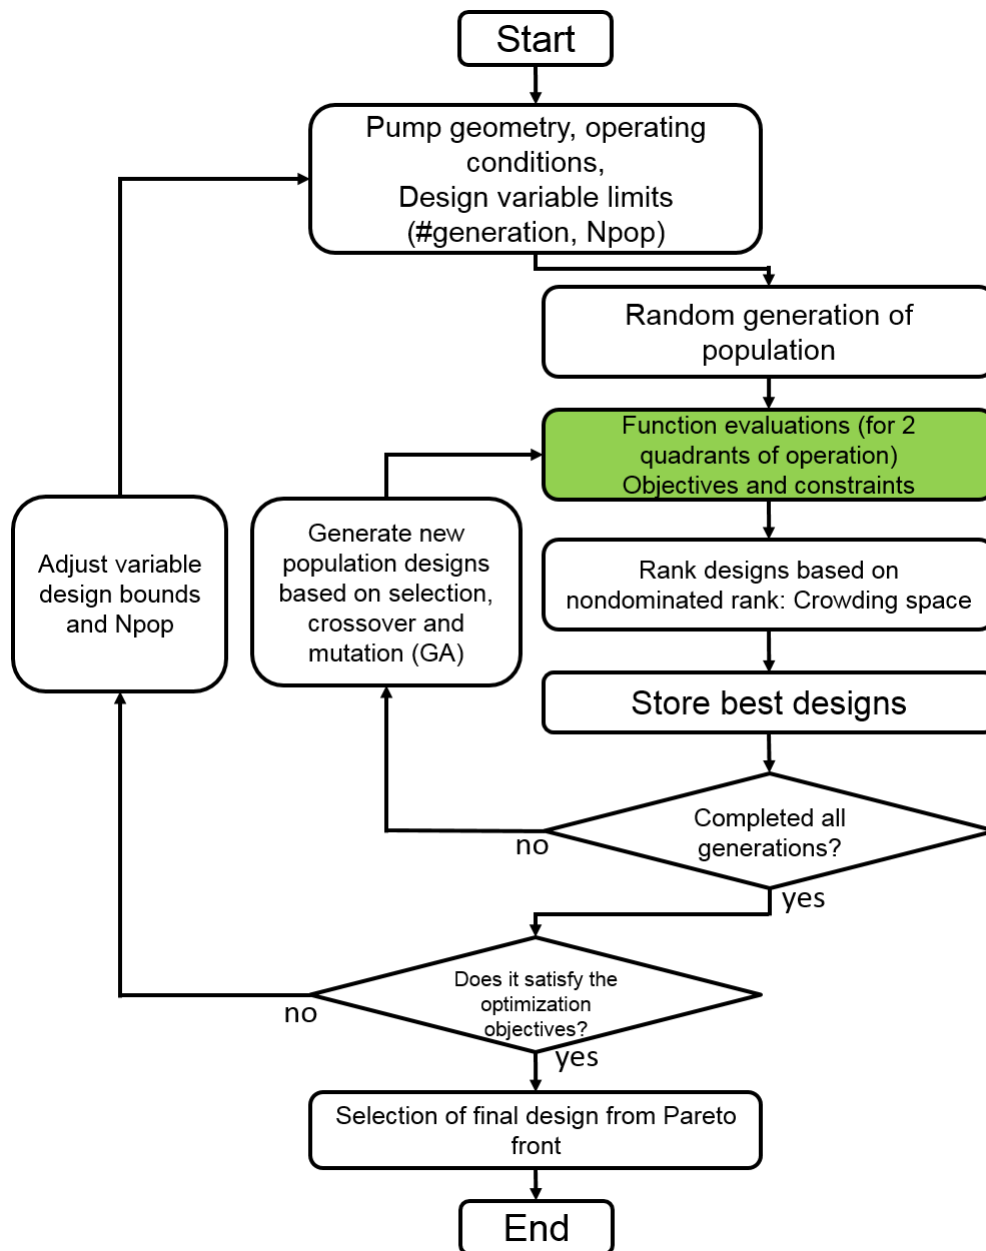 Start
Pump geometry, operating
conditions,
Design variable limits
(#generation, Npop)
Random generation of
population
Function evaluations (for 2
quadrants of operation)
Objectives and constraints
Generate new
population designs
based on selection,
crossover and
mutation (GA)
Adjust variable
design bounds
and Npop
Rank designs based on
nondominated rank: Crowding space
Store best designs
Completed all
generations?
no
yes
Does it satisfy the
optimization
objectives?
no
yes
Selection of final design from Pareto
front
End